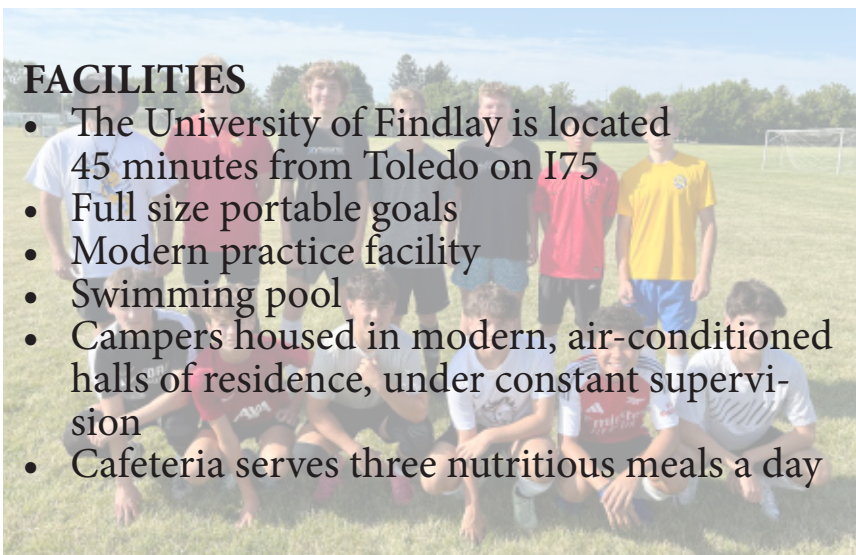 FACILITIES
• The University of Findlay is located
45 minutes from Toledo on I75
• Full size portable goals
• Modern practice facility
• Swimming pool
• Campers housed in modern, air-conditioned
halls of residence, under constant supervi-
sion
• Cafeteria serves three nutritious meals a day